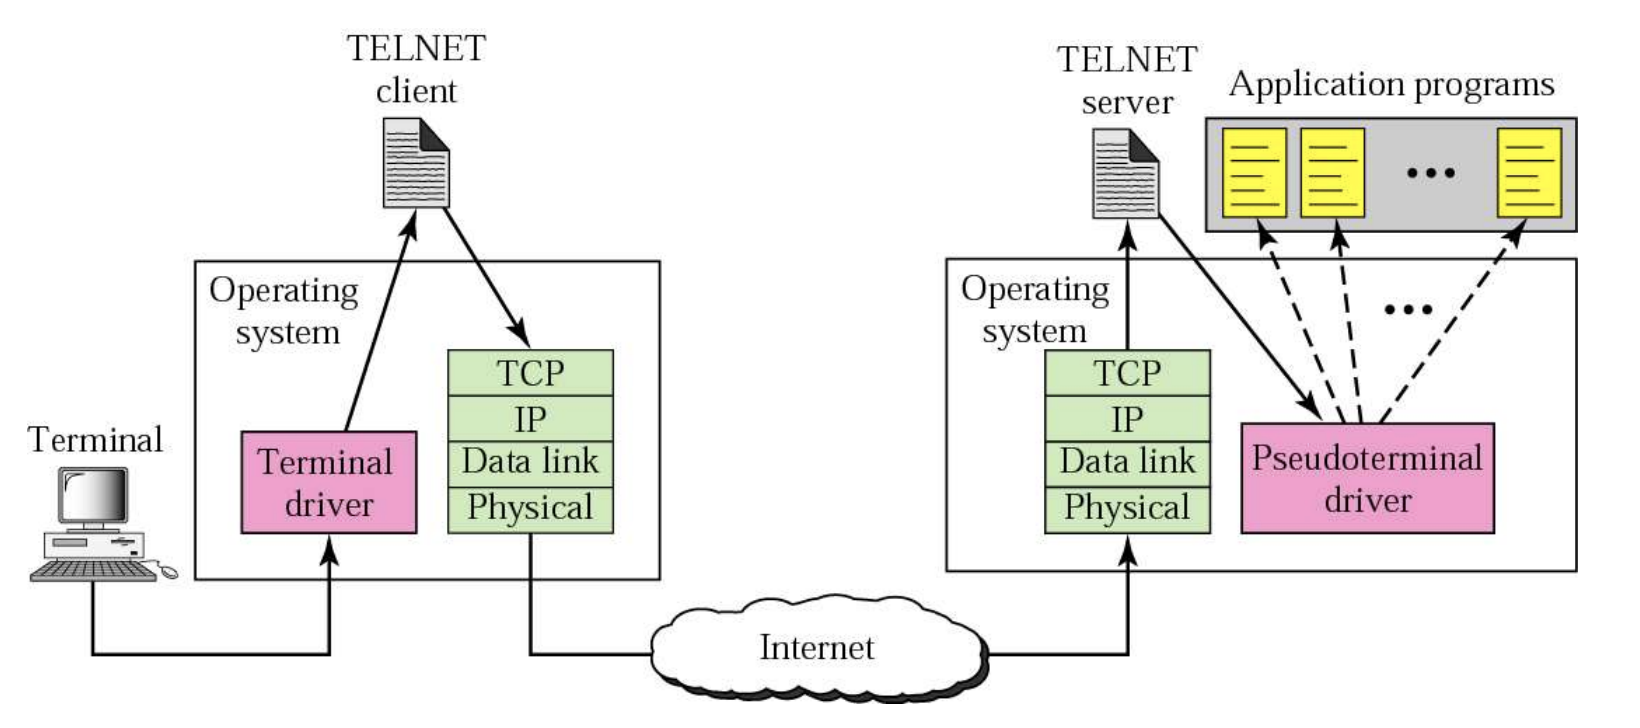 TELNET
client
TELNET
server
Application programs
Operating
system
Operating
system
TCP
IP
Data link
Physical
TCP
IP
Data link
Physical
Terminal
Terminal
driver
Pseudoterminal
driver
Internet